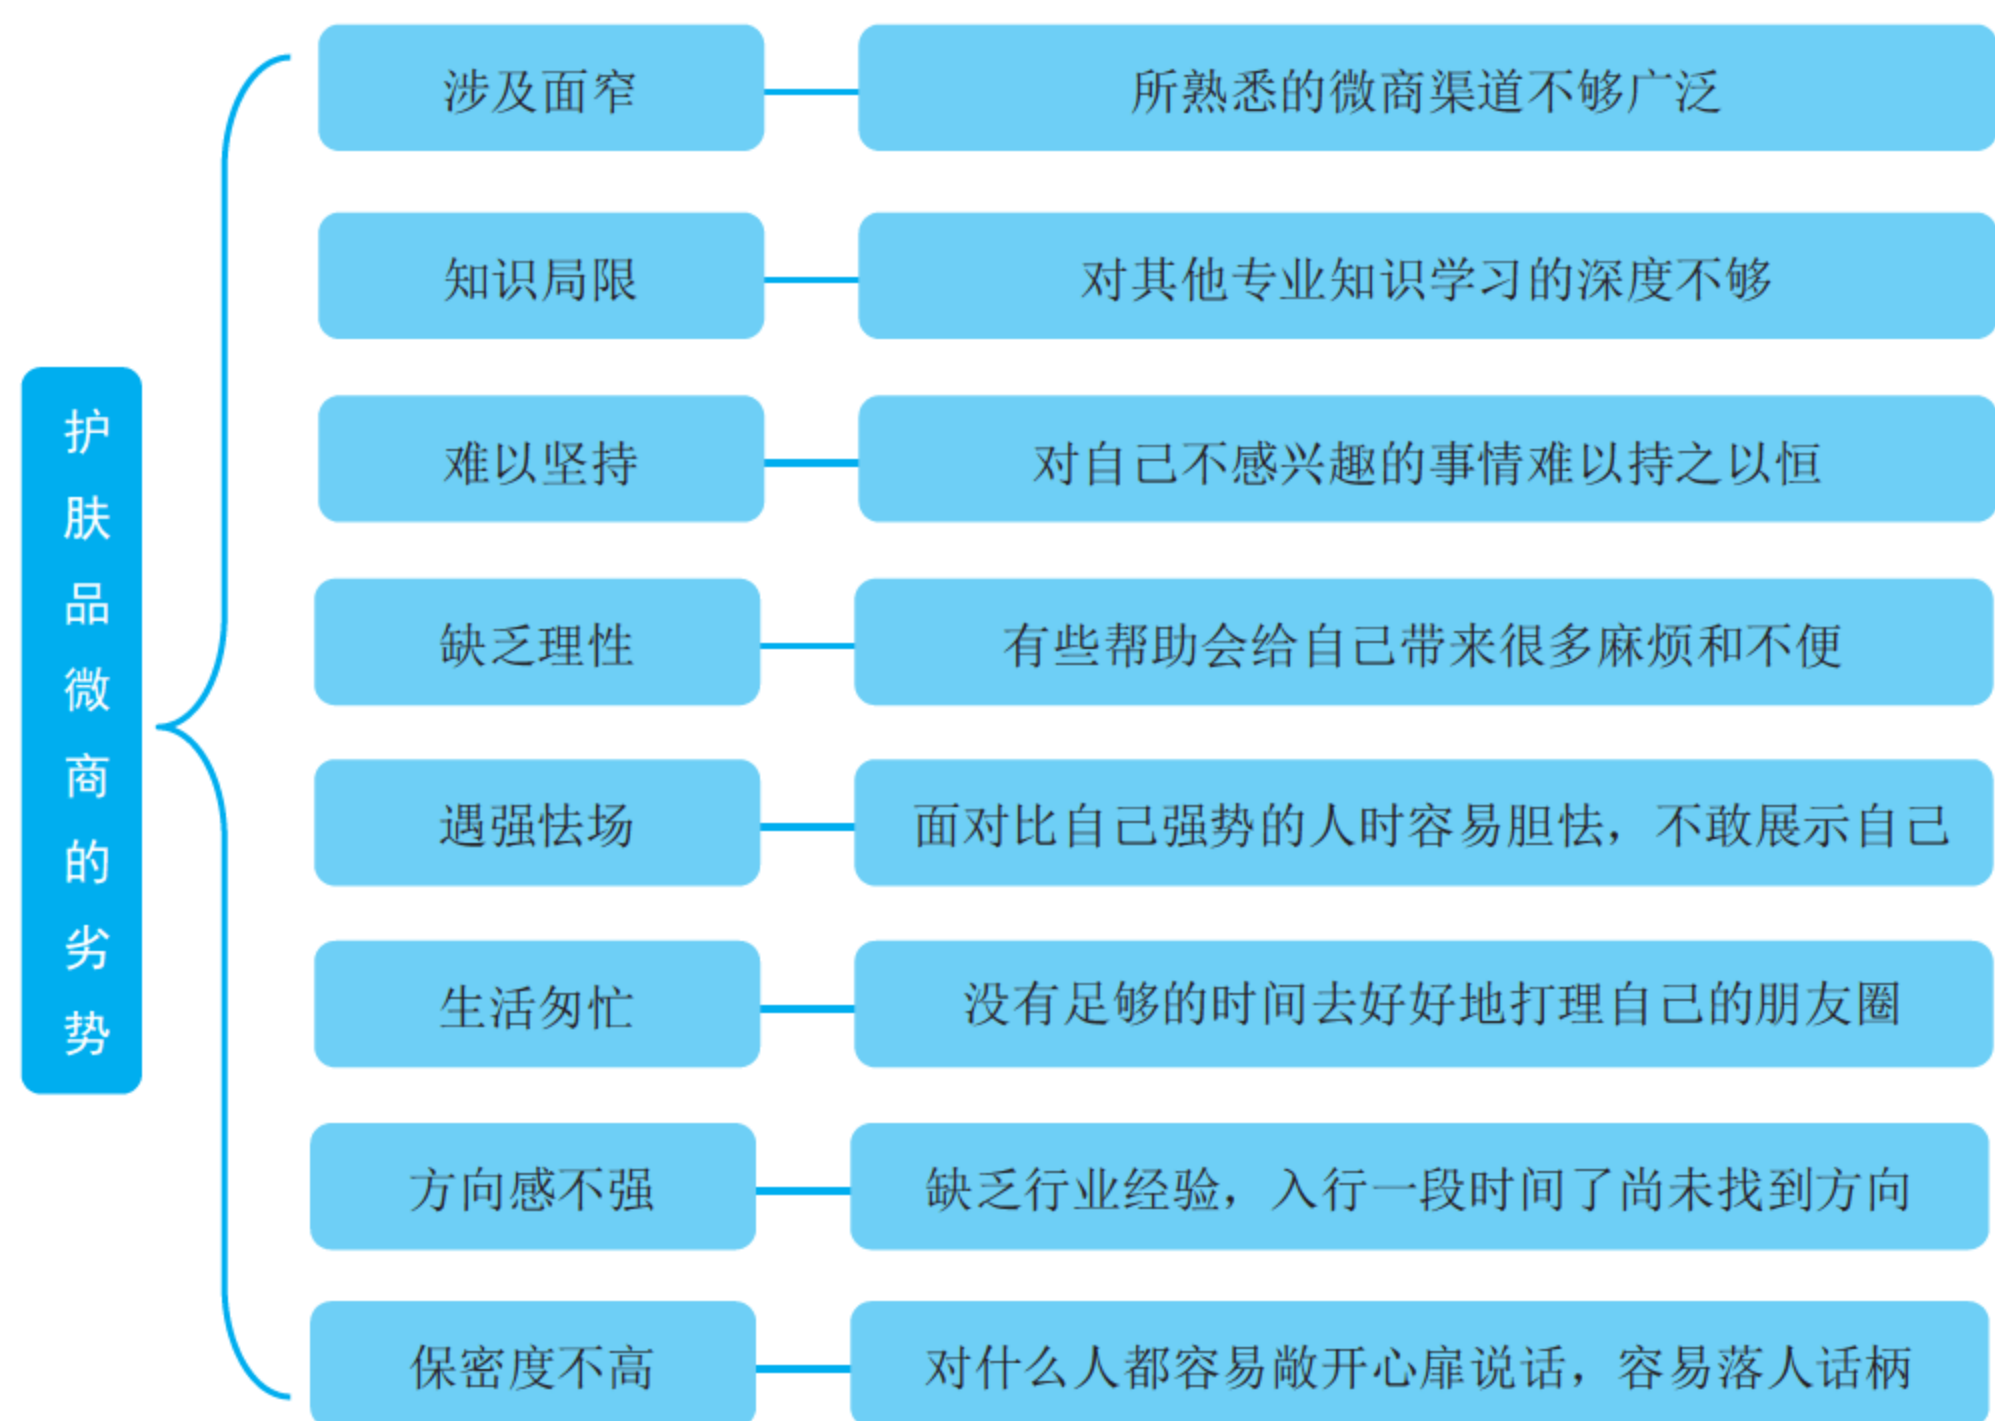 护肤品微商的劣势
涉及面窄
所熟悉的微商渠道不够广泛
知识局限
对其他专业知识学习的深度不够
难以坚持
对自己不感兴趣的事情难以持之以恒
缺乏理性
有些帮助会给自己带来很多麻烦和不便
遇强怯场
面对比自己强势的人时容易胆怯，不敢展示自己
生活匆忙
没有足够的时间去好好地打理自己的朋友圈
方向感不强
缺乏行业经验，入行一段时间了尚未找到方向
保密度不高
对什么人都容易敞开心扉说话，容易落人话柄